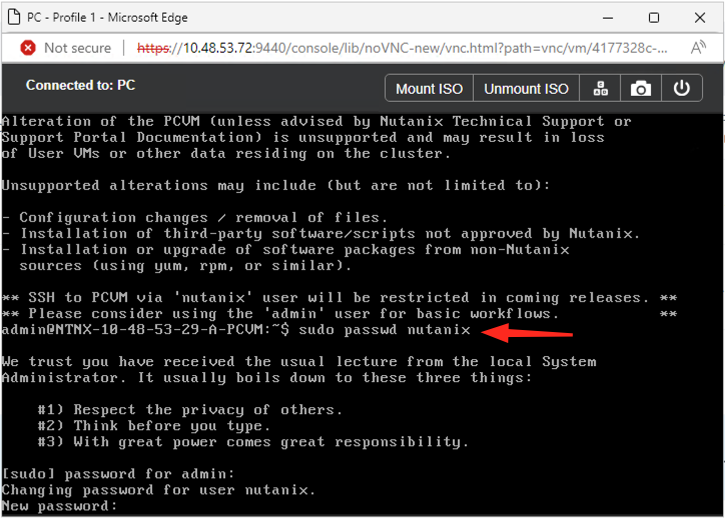 PC - Profile 1 - Microsoft Edge
Not secure https://10.48.53.72:9440/console/lib/noVNC-new/vnc.html?path=vnc/vm/4177328c-... A
Connected to: PC
Mount ISO Unmount ISO
Alteration of the PCVM (unless advised by Nutanix Technical Support or
Support Portal Documentation) is unsupported and may result in loss
of User VMs or other data residing on the cluster.
Unsupported alterations may include (but are not limited to):
- Configuration changes / removal of files.
- Installation of third-party software/scripts not approved by Nutanix.
- Installation or upgrade of software packages from non-Nutanix
sources (using yum, rpm, or similar).
** SSH to PCVM via 'nutanix' user will be restricted in coming releases. **
** Please consider using the 'admin' user for basic workflows. **
admin@NTNX-10-48-53-29-A-PCVM:~$ sudo passwd nutanix
We trust you have received the usual lecture from the local System
Administrator. It usually boils down to these three things:
#1) Respect the privacy of others.
#2) Think before you type.
#3) With great power comes great responsibility.
[sudo] password for admin:
Changing password for user nutanix.
New password: